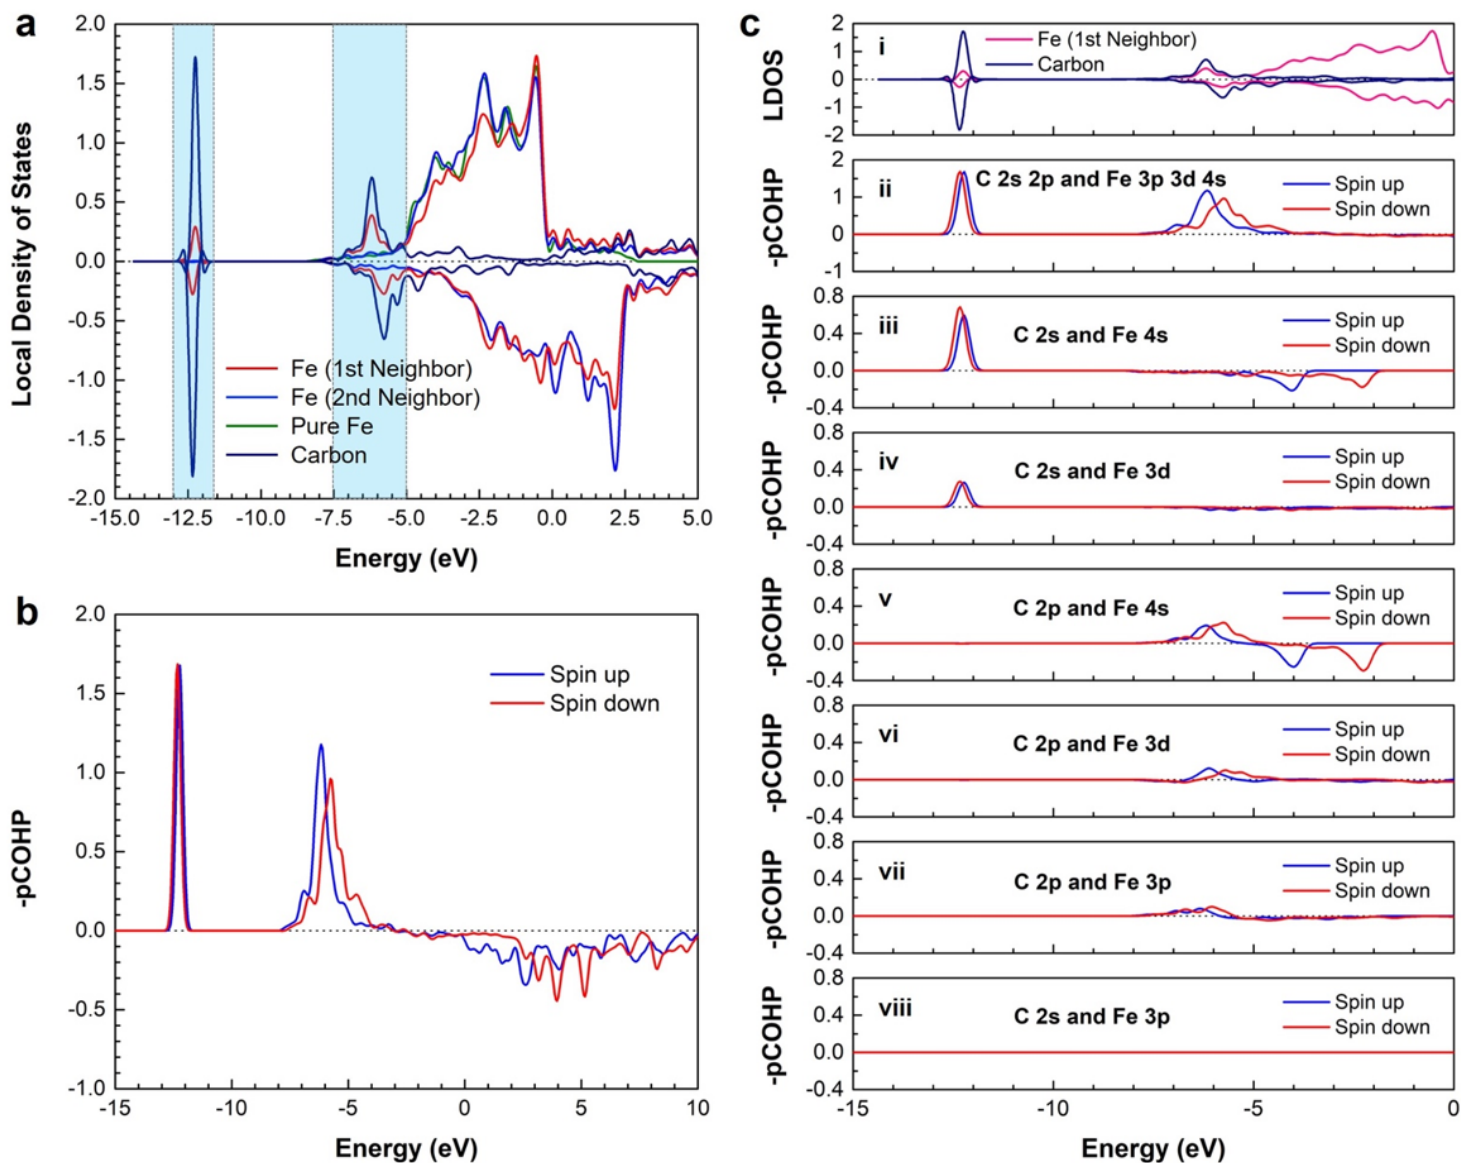 a
2.0
1.5
1.0
0.5
0.0
-0.5
-1.0
-1.5
-2.0
Local Density of States
Fe (1st Neighbor)
Fe (2nd Neighbor)
Pure Fe
Carbon
-15.0 -12.5 -10.0 -7.5 -5.0 -2.5 0.0 2.5 5.0
Energy (eV)
b
2.0
1.5
1.0
0.5
0.0
-0.5
-1.0
-pCOHP
Spin up
Spin down
-15 -10 -5 0 5 10
Energy (eV)
c
i
LDOS
2
1
0
-1
-2
Fe (1st Neighbor)
Carbon
ii
-pCOHP
2
1
0
-1
C 2s 2p and Fe 3p 3d 4s
Spin up
Spin down
iii
-pCOHP
0.8
0.4
0.0
-0.4
C 2s and Fe 4s
Spin up
Spin down
iv
-pCOHP
0.8
0.4
0.0
-0.4
C 2s and Fe 3d
Spin up
Spin down
v
-pCOHP
0.8
0.4
0.0
-0.4
C 2p and Fe 4s
Spin up
Spin down
vi
-pCOHP
0.8
0.4
0.0
-0.4
C 2p and Fe 3d
Spin up
Spin down
vii
-pCOHP
0.8
0.4
0.0
-0.4
C 2p and Fe 3p
Spin up
Spin down
viii
-pCOHP
0.8
0.4
0.0
-0.4
C 2s and Fe 3p
Spin up
Spin down
-15 -10 -5 0
Energy (eV)